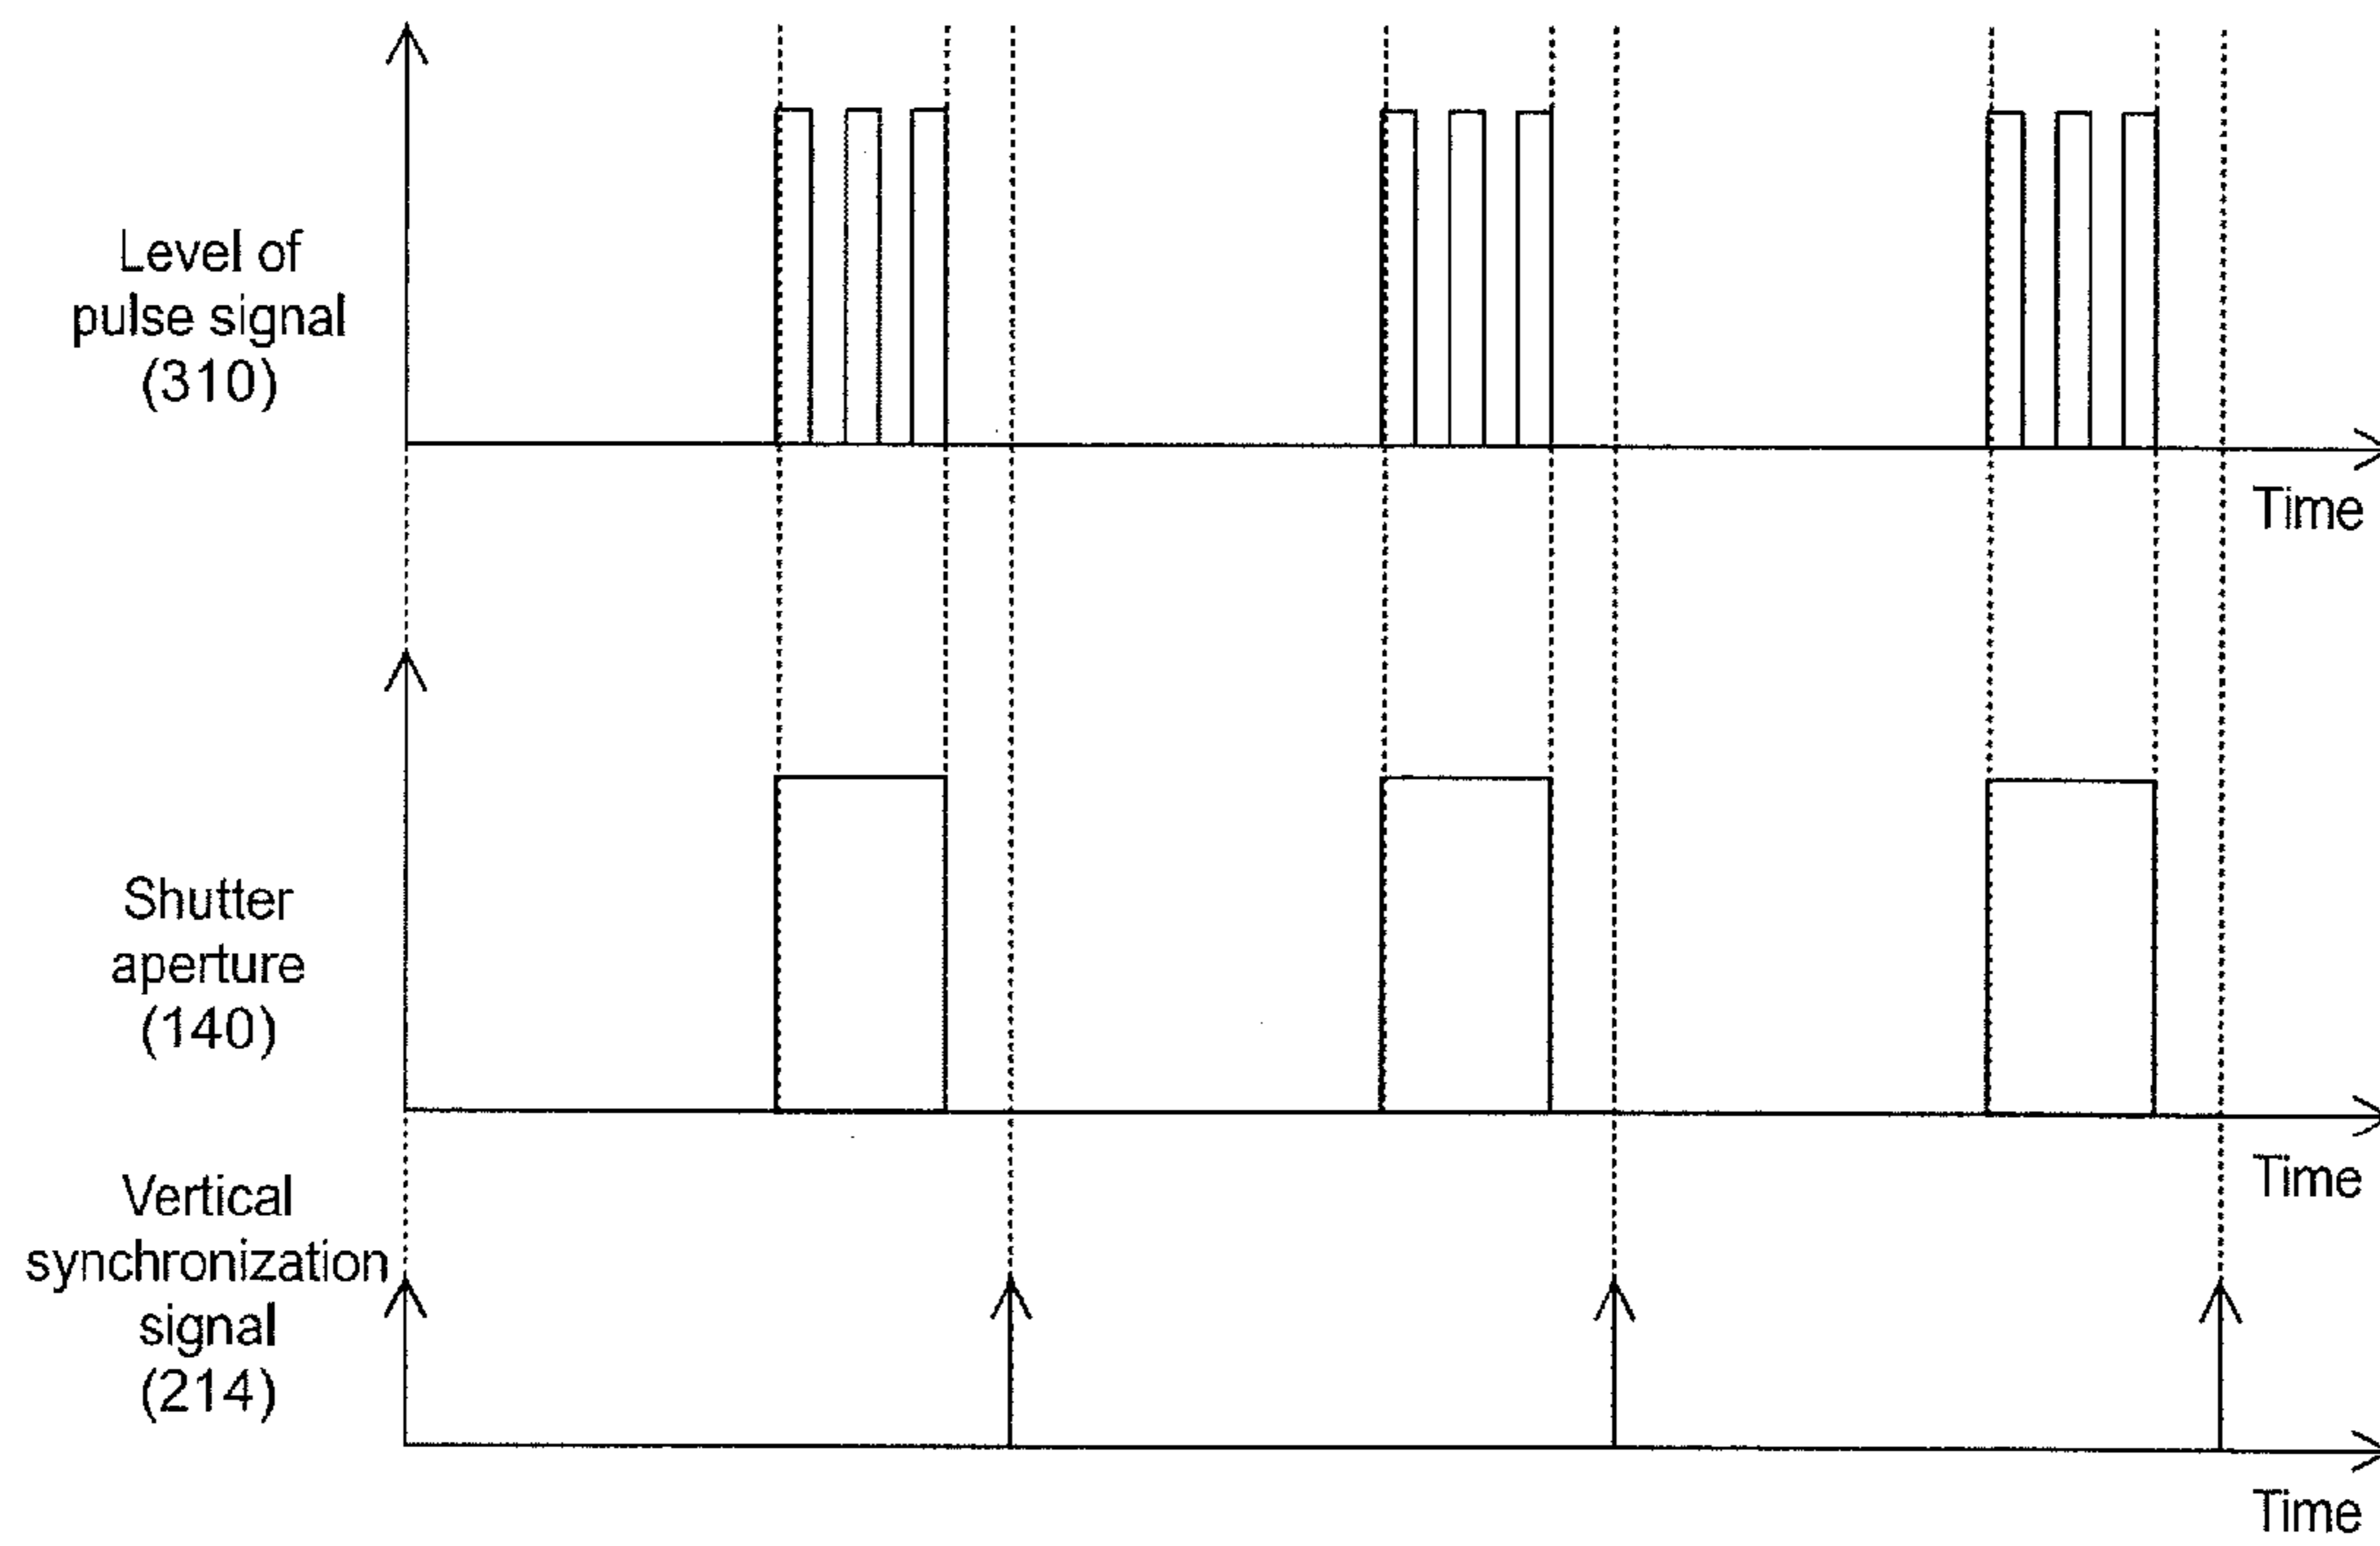 Level of
pulse signal
(310)
Time
Shutter
aperture
(140)
Time
Vertical
synchronization
signal
(214)
Time